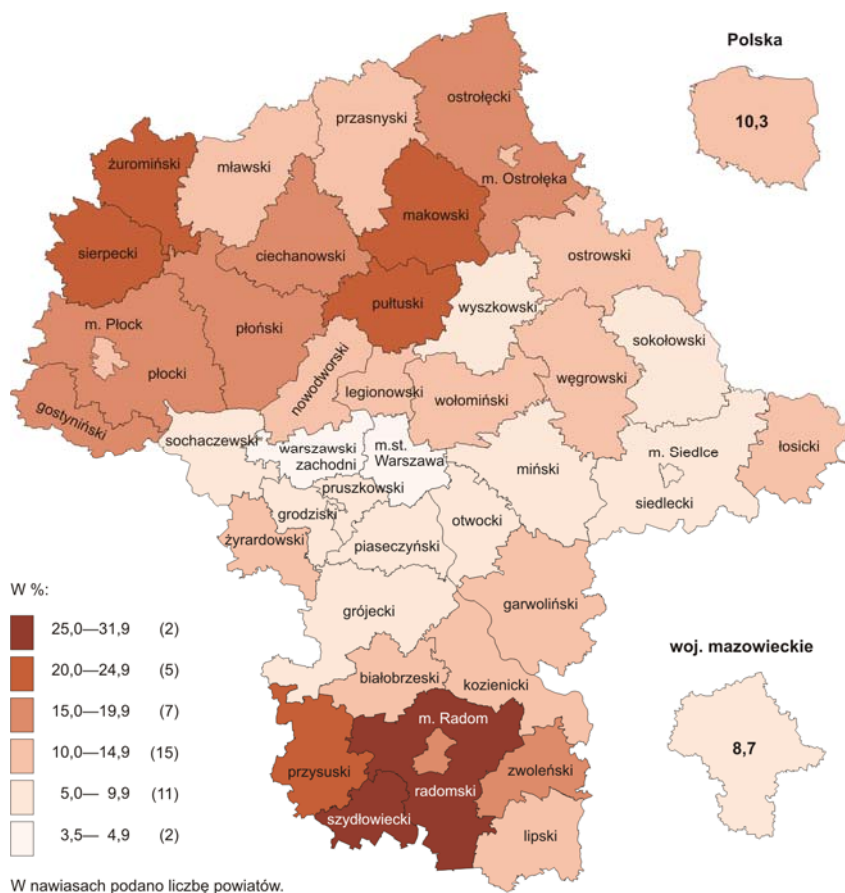 Polska
10,3
ostrołęcki
przasnyski
żuromiński
mławski
m. Ostrołęka
makowski
sierpecki
ciechanowski
ostrowski
pułtuski
wyszkowski
m. Płock
płoński
sokołowski
nowodworski
płocki
legionowski
wołomiński
węgrowski
gostyniński
sochaczewski
warszawski
zachodni
m.st.
Warszawa
m. Siedlce
łosicki
miński
pruszkowski
siedlecki
grodziski
otwocki
żyrardowski
piaseczyński
W %:
garwoliński
grójecki
25,0—31,9 (2)
20,0—24,9 (5)
15,0—19,9 (7)
10,0—14,9 (15)
5,0— 9,9 (11)
3,5— 4,9 (2)
woj. mazowieckie
8,7
białobrzeski
kozienicki
m. Radom
przysuski
zwoleński
radomski
szydłowiecki
lipski
W nawiasach podano liczbę powiatów.